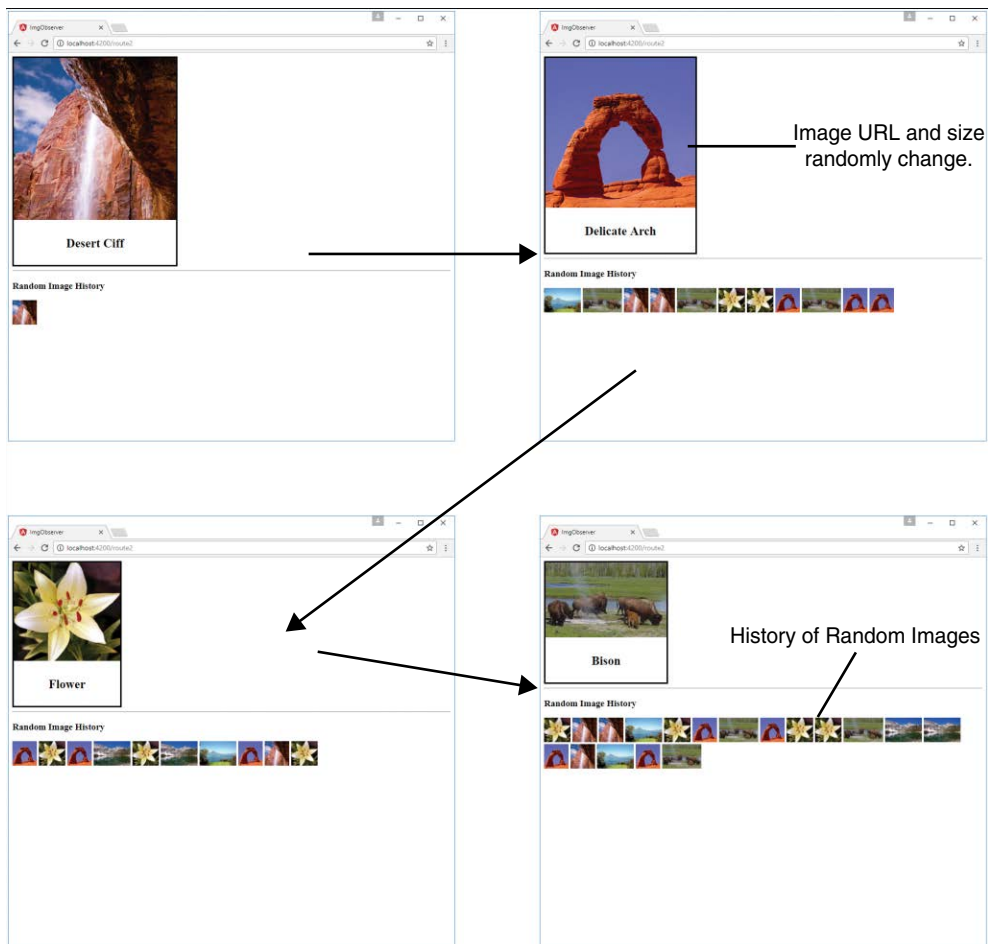 ImgObserver
localhost:4200/route2
Desert Ciff
Random Image History
ImgObserver
localhost:4200/route2
Image URL and size
randomly change.
Delicate Arch
Random Image History
ImgObserver
localhost:4200/route2
Flower
Random Image History
ImgObserver
localhost:4200/route2
History of Random Images
Bison
Random Image History